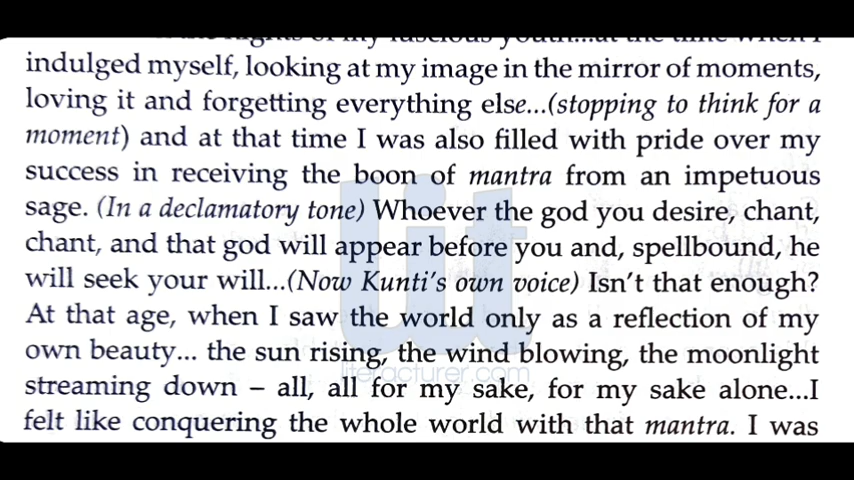 indulged myself, looking at my image in the mirror of moments,
loving it and forgetting everything else...(stopping to think for a
moment) and at that time I was also filled with pride over my
success in receiving the boon of mantra from an impetuous
sage. (In a declamatory tone) Whoever the god you desire, chant,
chant, and that god will appear before you and, spellbound, he
will seek your will...(Now Kunti's own voice) Isn't that enough?
At that age, when I saw the world only as a reflection of my
own beauty... the sun rising, the wind blowing, the moonlight
streaming down – all, all for my sake, for my sake alone...I
felt like conquering the whole world with that mantra. I was
lit
literacturer.com